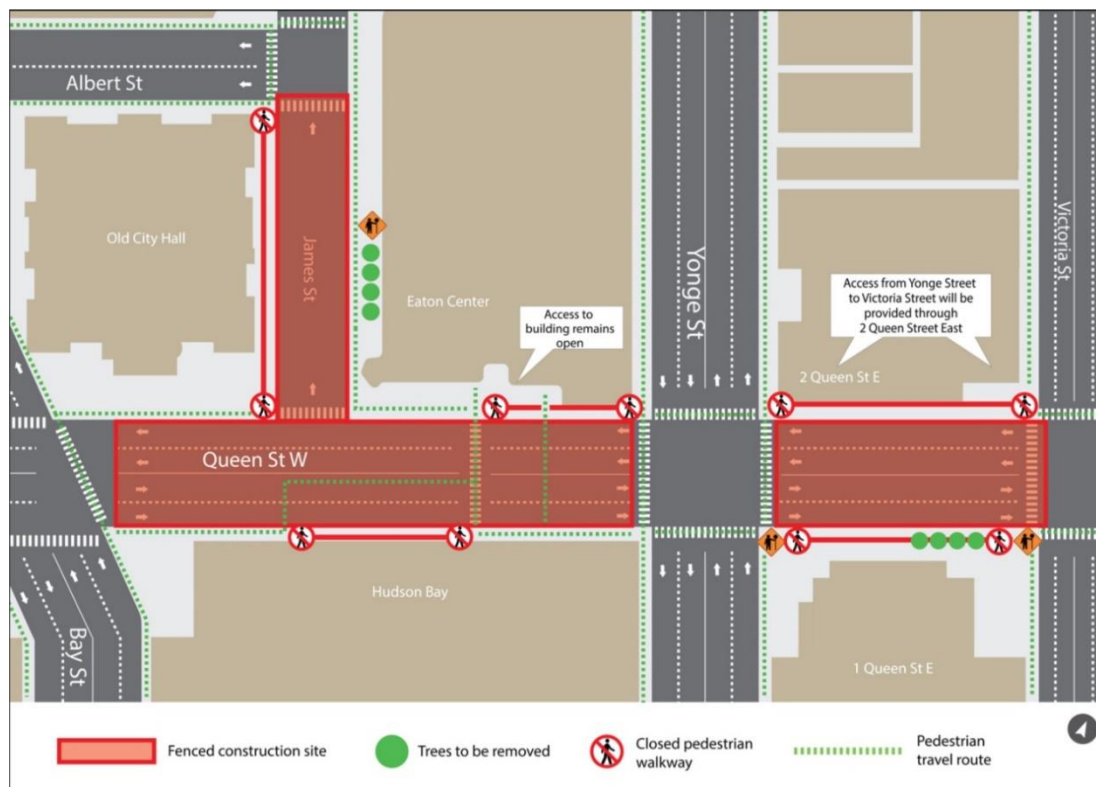 Albert St
Old City Hall
James St
Eaton Center
Access to
building remains
open
Yonge St
Access from Yonge Street
to Victoria Street will be
provided through
2 Queen Street East
Victoria St
2 Queen St E
Queen St W
Hudson Bay
Bay St
1 Queen St E
Fenced construction site
Trees to be removed
Closed pedestrian
walkway
Pedestrian
travel route